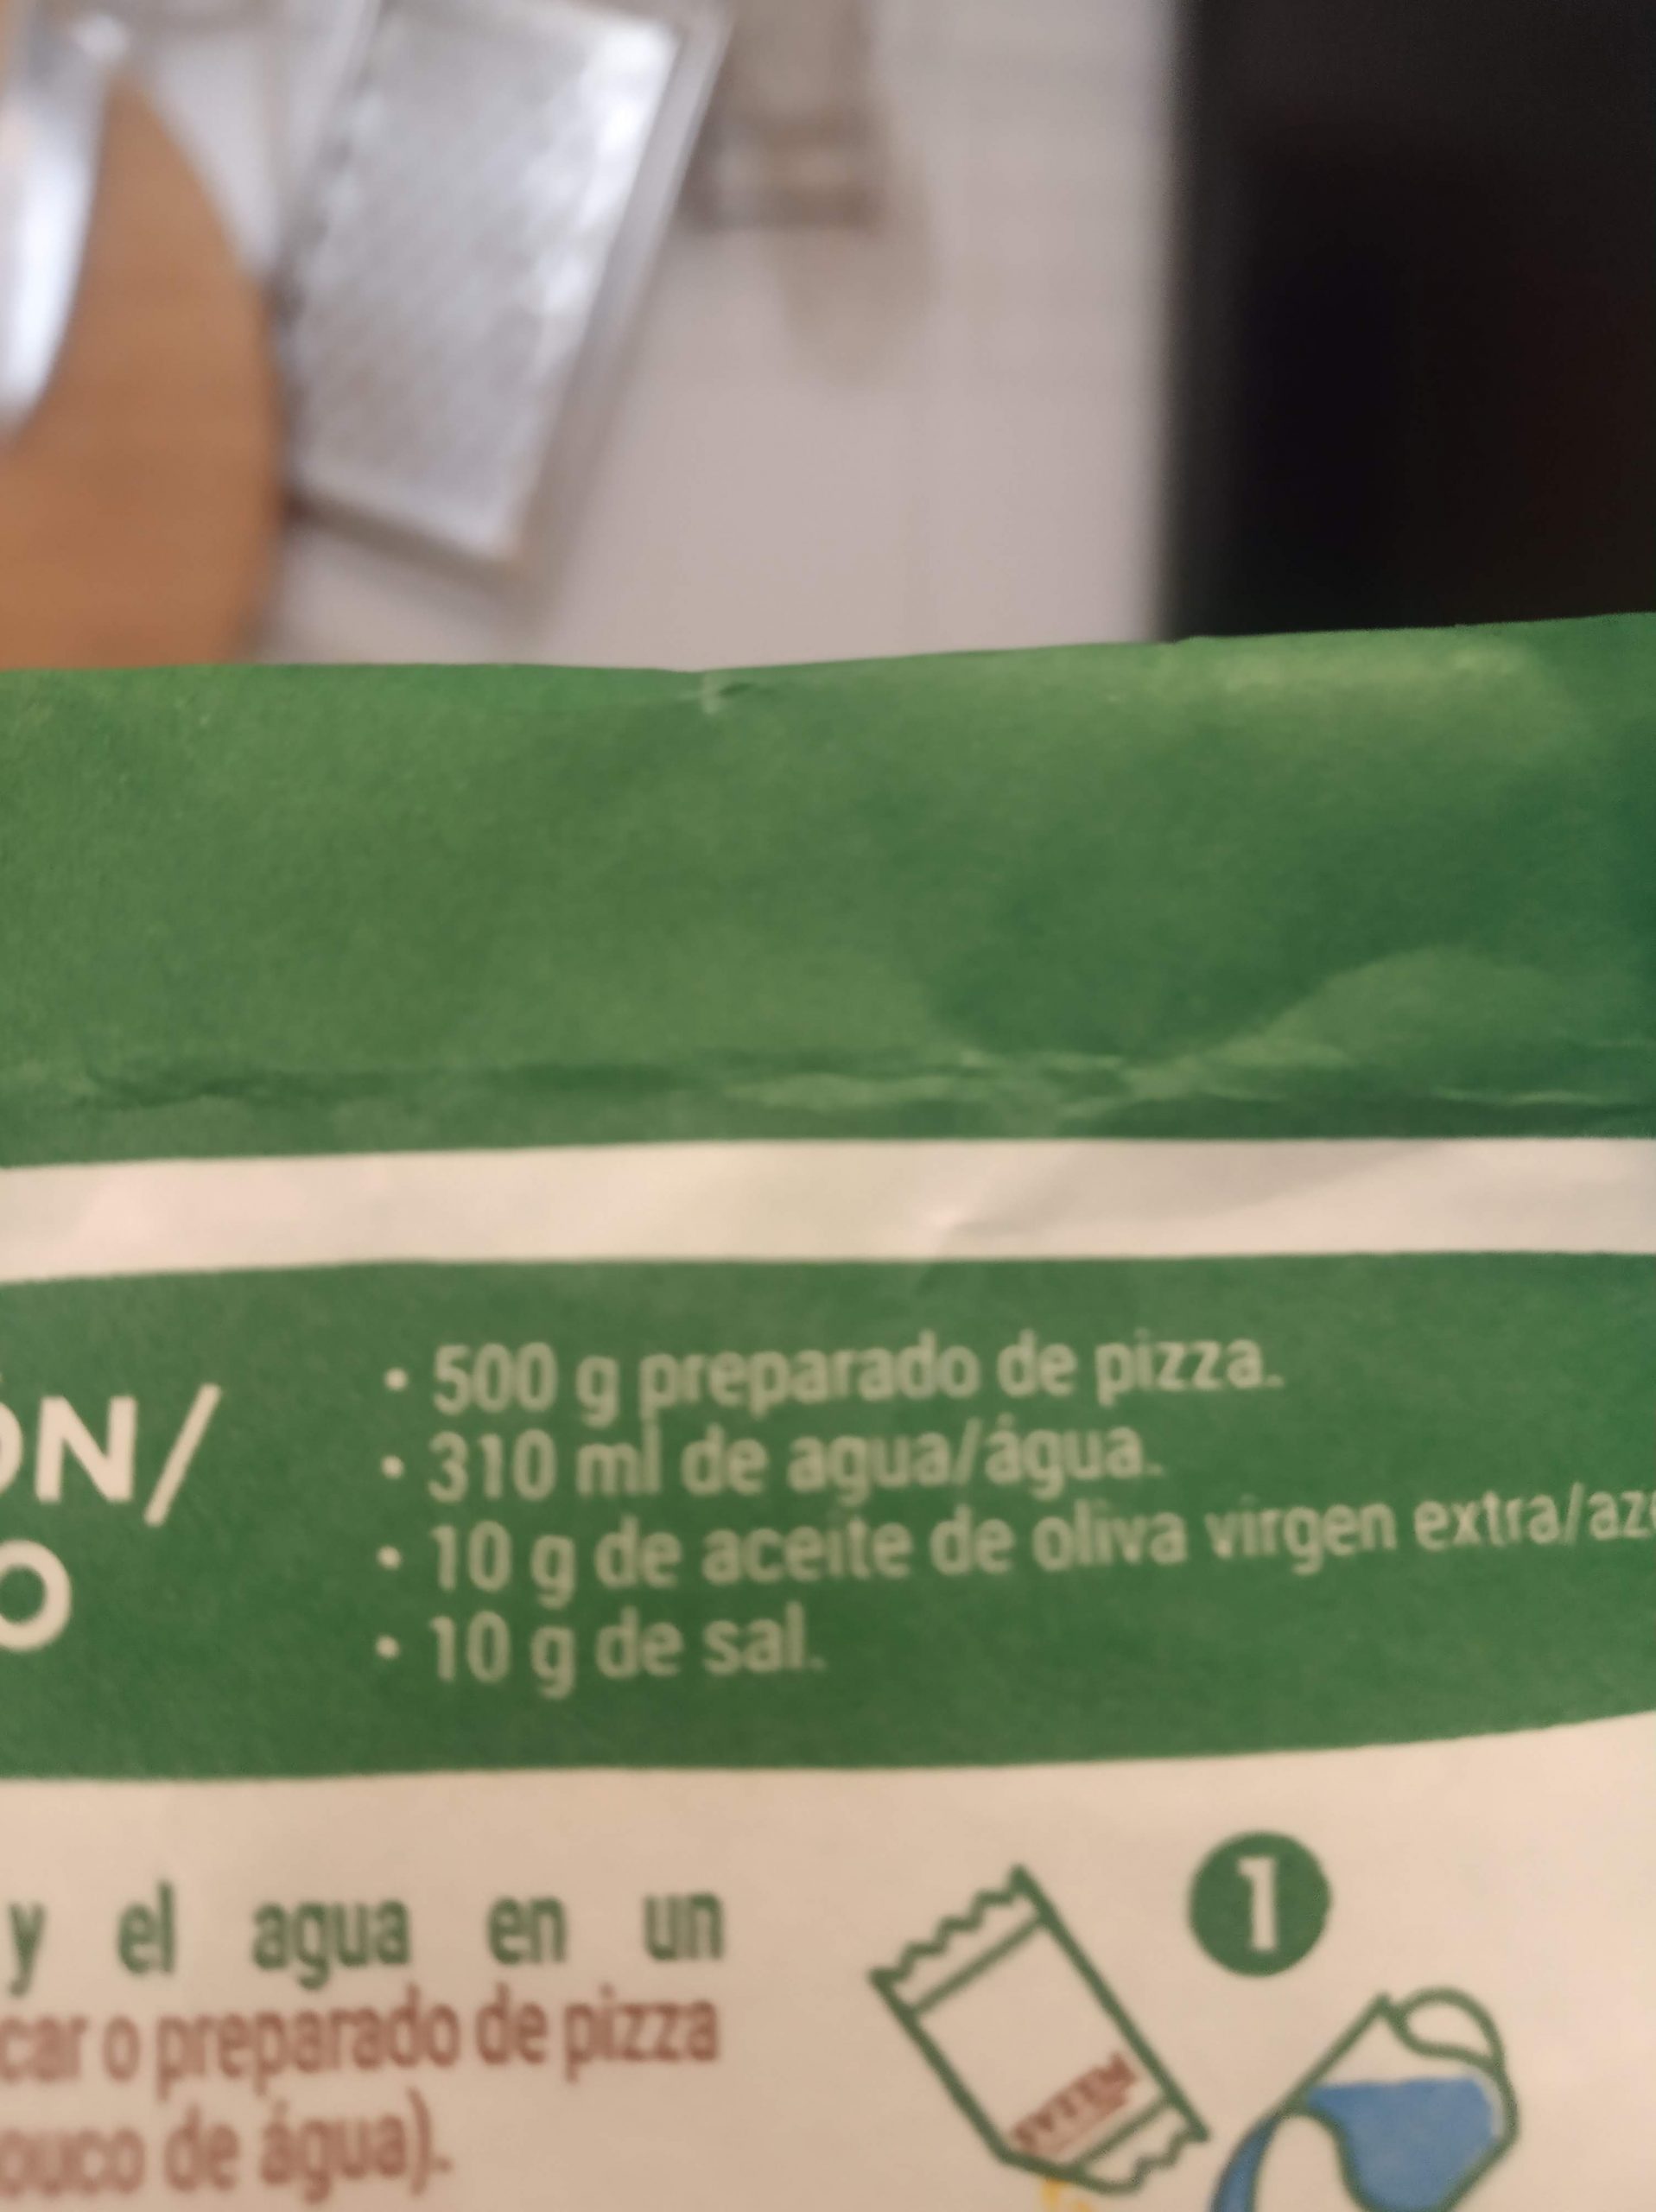 ÓN/
O
• 500 g preparado de pizza.
• 310 ml de agua/água.
• 10 g de aceite de oliva virgen extra/aze
• 10 g de sal.
1
y el agua en un
car o preparado de pizza
ouco de água).